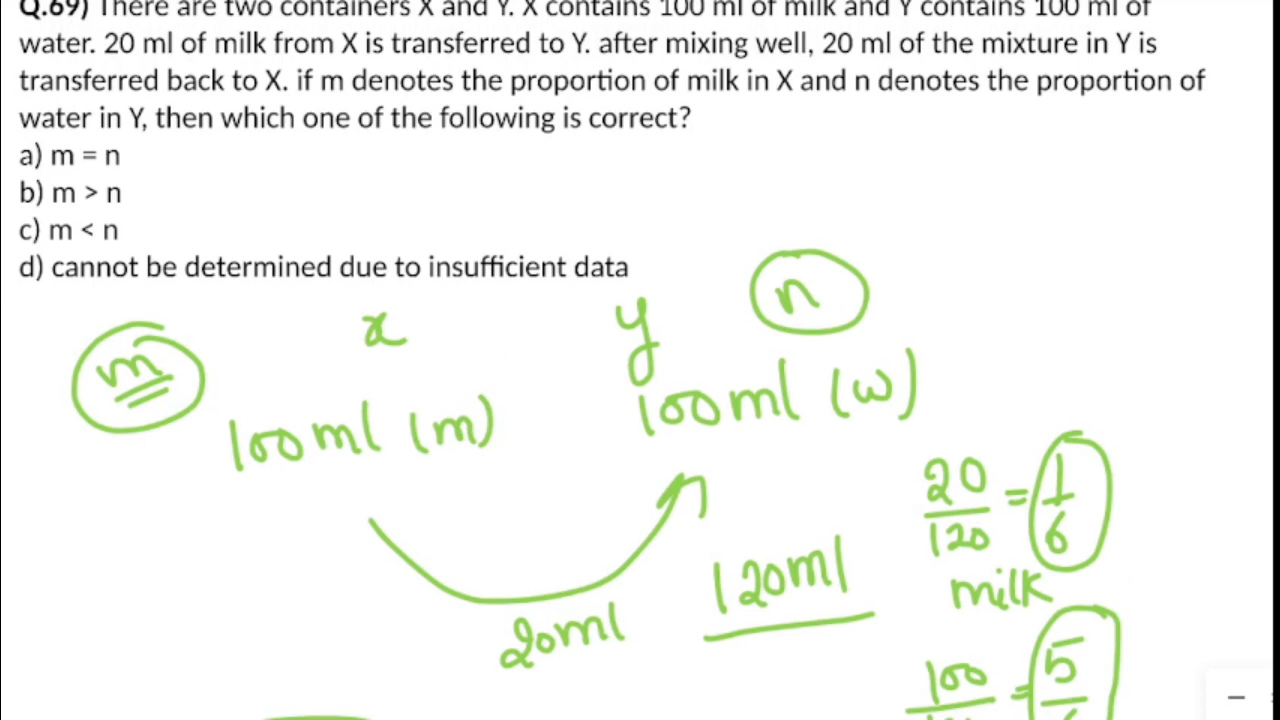 Q.69) There are two containers X and Y. X contains 100 ml of milk and Y contains 100 ml of
water. 20 ml of milk from X is transferred to Y. after mixing well, 20 ml of the mixture in Y is
transferred back to X. if m denotes the proportion of milk in X and n denotes the proportion of
water in Y, then which one of the following is correct?
a) m = n
b) m > n
c) m < n
d) cannot be determined due to insufficient data
n
x y
m
100ml (m) 100ml (w)
20/120 = 1/6
milk
120ml
20ml
100 = 5